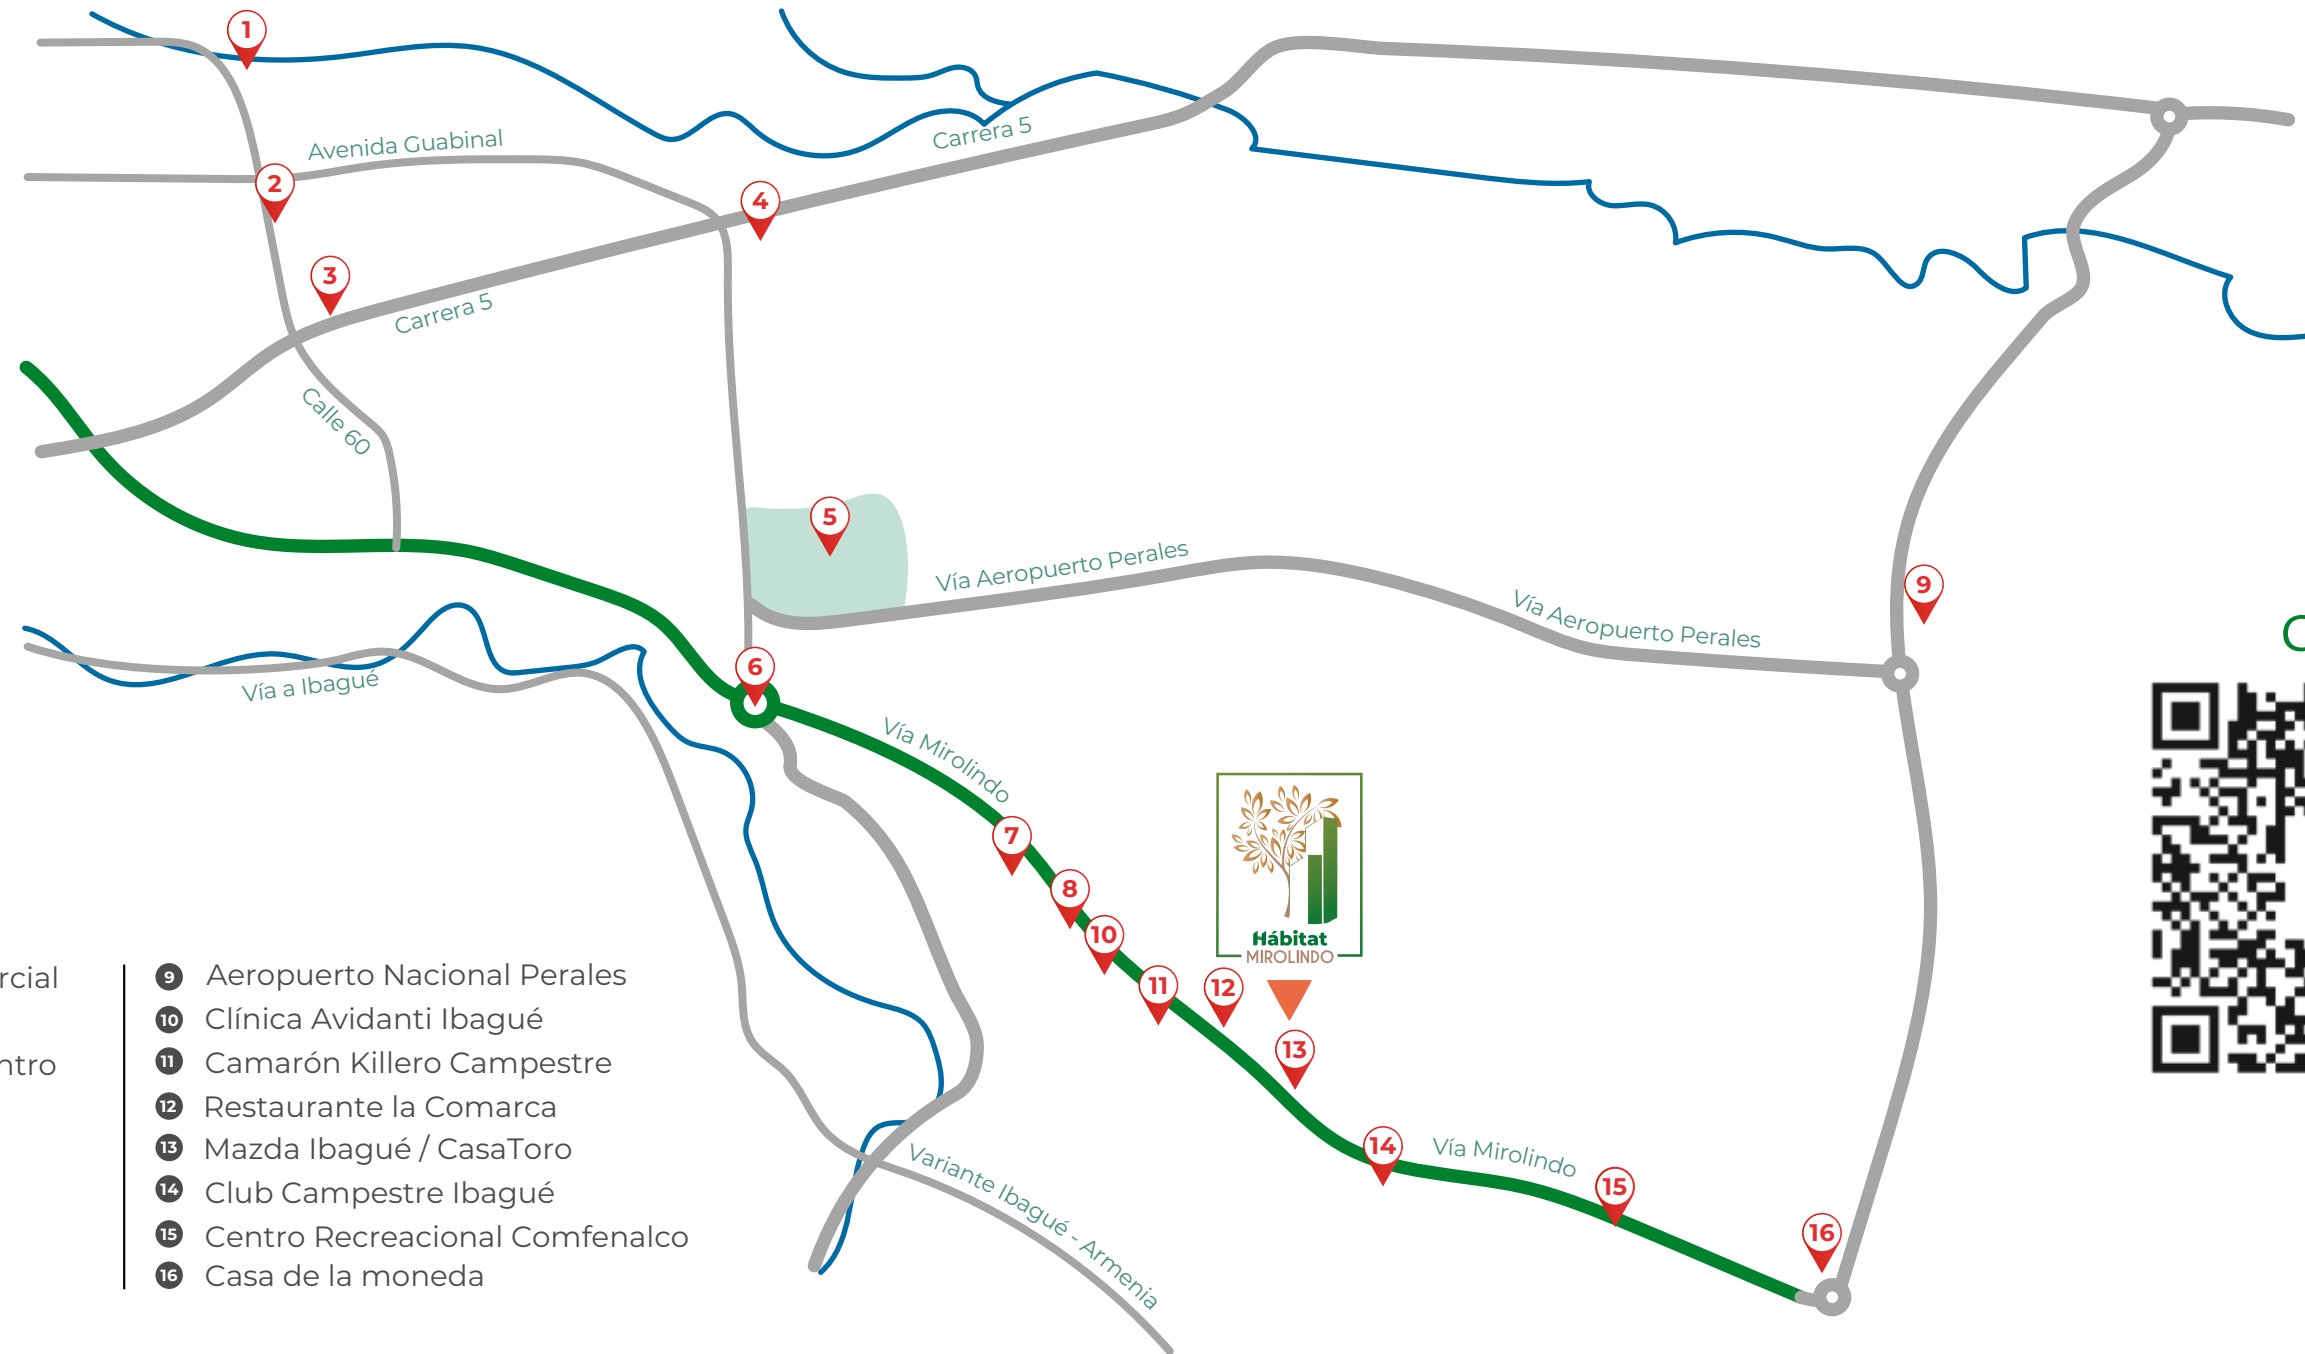 1
Avenida Guabinal
Carrera 5
2
4
3
Carrera 5
Calle 60
5
Vía Aeropuerto Perales
9
Vía Aeropuerto Perales
6
Vía a Ibagué
Vía Mirolindo
7
8
10
Hábitat
MIROLINDO
11
12
13
14
Vía Mirolindo
15
16
Variante Ibagué - Armenia
9 Aeropuerto Nacional Perales
10 Clínica Avidanti Ibagué
11 Camarón Killero Campestre
12 Restaurante la Comarca
13 Mazda Ibagué / CasaToro
14 Club Campestre Ibagué
15 Centro Recreacional Comfenalco
16 Casa de la moneda